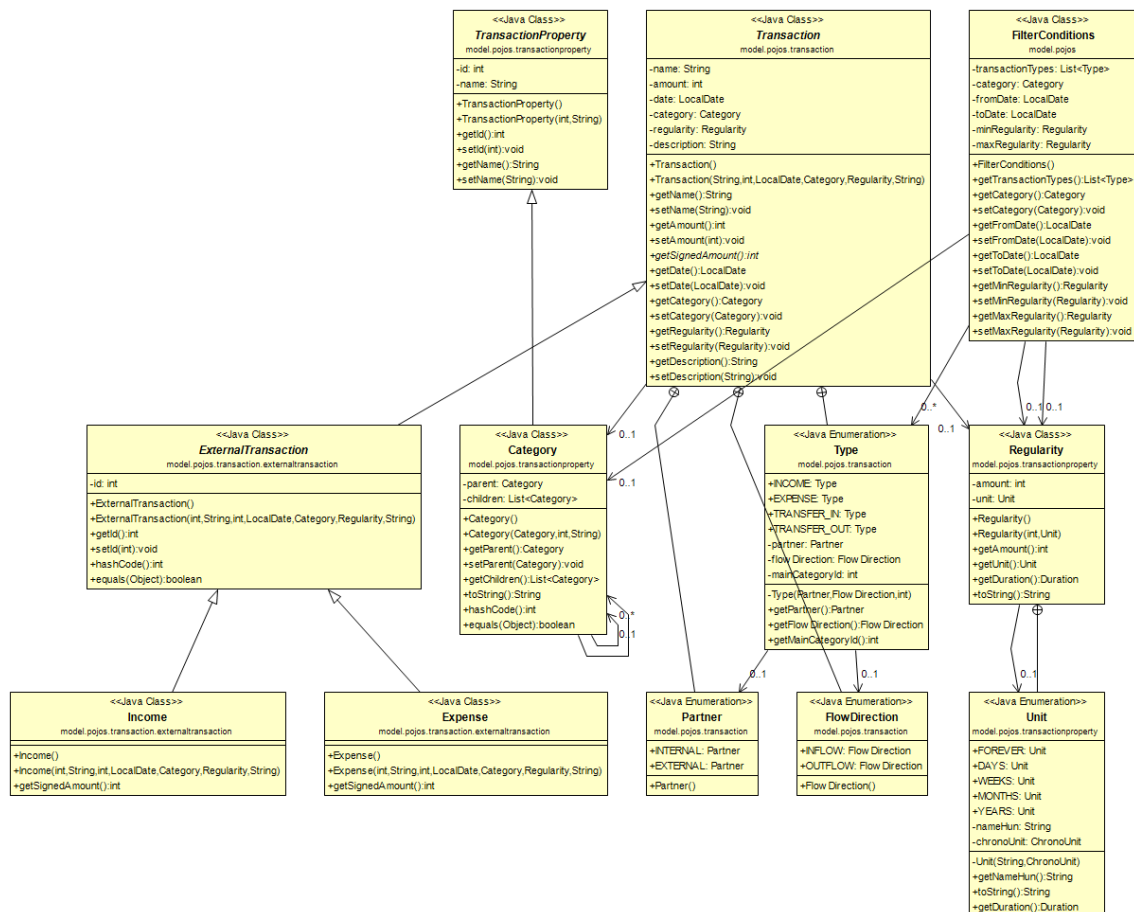 <<Java Class>>
TransactionProperty
model.pojos.transactionproperty
-id: int
-name: String
+TransactionProperty()
+TransactionProperty(int,String)
+getId():int
+setId(int):void
+getName():String
+setName(String):void
<<Java Class>>
Transaction
model.pojos.transaction
-name: String
-amount: int
-date: LocalDate
-category: Category
-regularity: Regularity
-description: String
+Transaction()
+Transaction(String,int,LocalDate,Category,Regularity,String)
+getName():String
+setName(String):void
+getAmount():int
+setAmount(int):void
+getSignedAmount():int
+getDate():LocalDate
+setDate(LocalDate):void
+getCategory():Category
+setCategory(Category):void
+getRegularity():Regularity
+setRegularity(Regularity):void
+getDescription():String
+setDescription(String):void
<<Java Class>>
FilterConditions
model.pojos
-transactionTypes: List<Type>
-category: Category
-fromDate: LocalDate
-toDate: LocalDate
-minRegularity: Regularity
-maxRegularity: Regularity
+FilterConditions()
+getTransactionTypes():List<Type>
+getCategory():Category
+setCategory(Category):void
+getFromDate():LocalDate
+setFromDate(LocalDate):void
+getToDate():LocalDate
+setToDate(LocalDate):void
+getMinRegularity():Regularity
+setMinRegularity(Regularity):void
+getMaxRegularity():Regularity
+setMaxRegularity(Regularity):void
0..1
0..*
0..1
0..1
0..1
0..1
<<Java Class>>
ExternalTransaction
model.pojos.transaction.externaltransaction
-id: int
+ExternalTransaction()
+ExternalTransaction(int,String,int,LocalDate,Category,Regularity,String)
+getId():int
+setId(int):void
+hashCode():int
+equals(Object):boolean
<<Java Class>>
Category
model.pojos.transactionproperty
-parent: Category
-children: List<Category>
+Category()
+Category(Category,int,String)
+getParent():Category
+setParent(Category):void
+getChildren():List<Category>
+toString():String
+hashCode():int
+equals(Object):boolean
0..*
0..1
<<Java Enumeration>>
Type
model.pojos.transaction
+INCOME: Type
+EXPENSE: Type
+TRANSFER_IN: Type
+TRANSFER_OUT: Type
-partner: Partner
-flow Direction: Flow Direction
-mainCategoryId: int
-Type(Partner,Flow Direction,int)
+getPartner():Partner
+getFlow Direction():Flow Direction
+getMainCategoryId():int
<<Java Class>>
Regularity
model.pojos.transactionproperty
-amount: int
-unit: Unit
+Regularity()
+Regularity(int,Unit)
+getAmount():int
+getUnit():Unit
+getDuration():Duration
+toString():String
0..1
0..1
0..1
<<Java Class>>
Income
model.pojos.transaction.externaltransaction
+Income()
+Income(int,String,int,LocalDate,Category,Regularity,String)
+getSignedAmount():int
<<Java Class>>
Expense
model.pojos.transaction.externaltransaction
+Expense()
+Expense(int,String,int,LocalDate,Category,Regularity,String)
+getSignedAmount():int
<<Java Enumeration>>
Partner
model.pojos.transaction
+INTERNAL: Partner
+EXTERNAL: Partner
+Partner()
<<Java Enumeration>>
FlowDirection
model.pojos.transaction
+INFLOW: Flow Direction
+OUTFLOW: Flow Direction
+Flow Direction()
<<Java Enumeration>>
Unit
model.pojos.transactionproperty
+FOREVER: Unit
+DAYS: Unit
+WEEKS: Unit
+MONTHS: Unit
+YEARS: Unit
-nameHun: String
-chronoUnit: ChronoUnit
-Unit(String,ChronoUnit)
+getNameHun():String
+toString():String
+getDuration():Duration